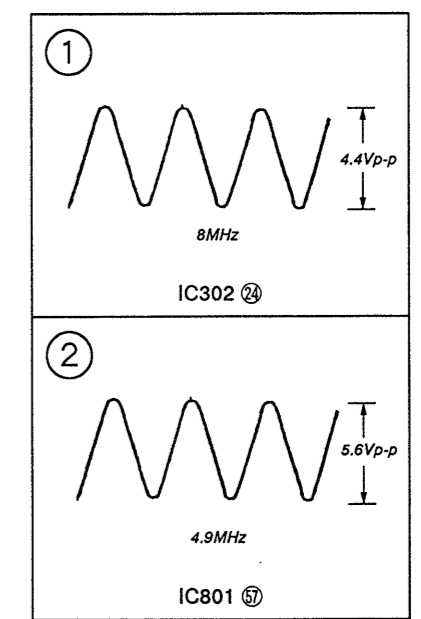 ①
4.4Vp-p
8MHz
IC302 ㉔
②
5.6Vp-p
4.9MHz
IC801 57